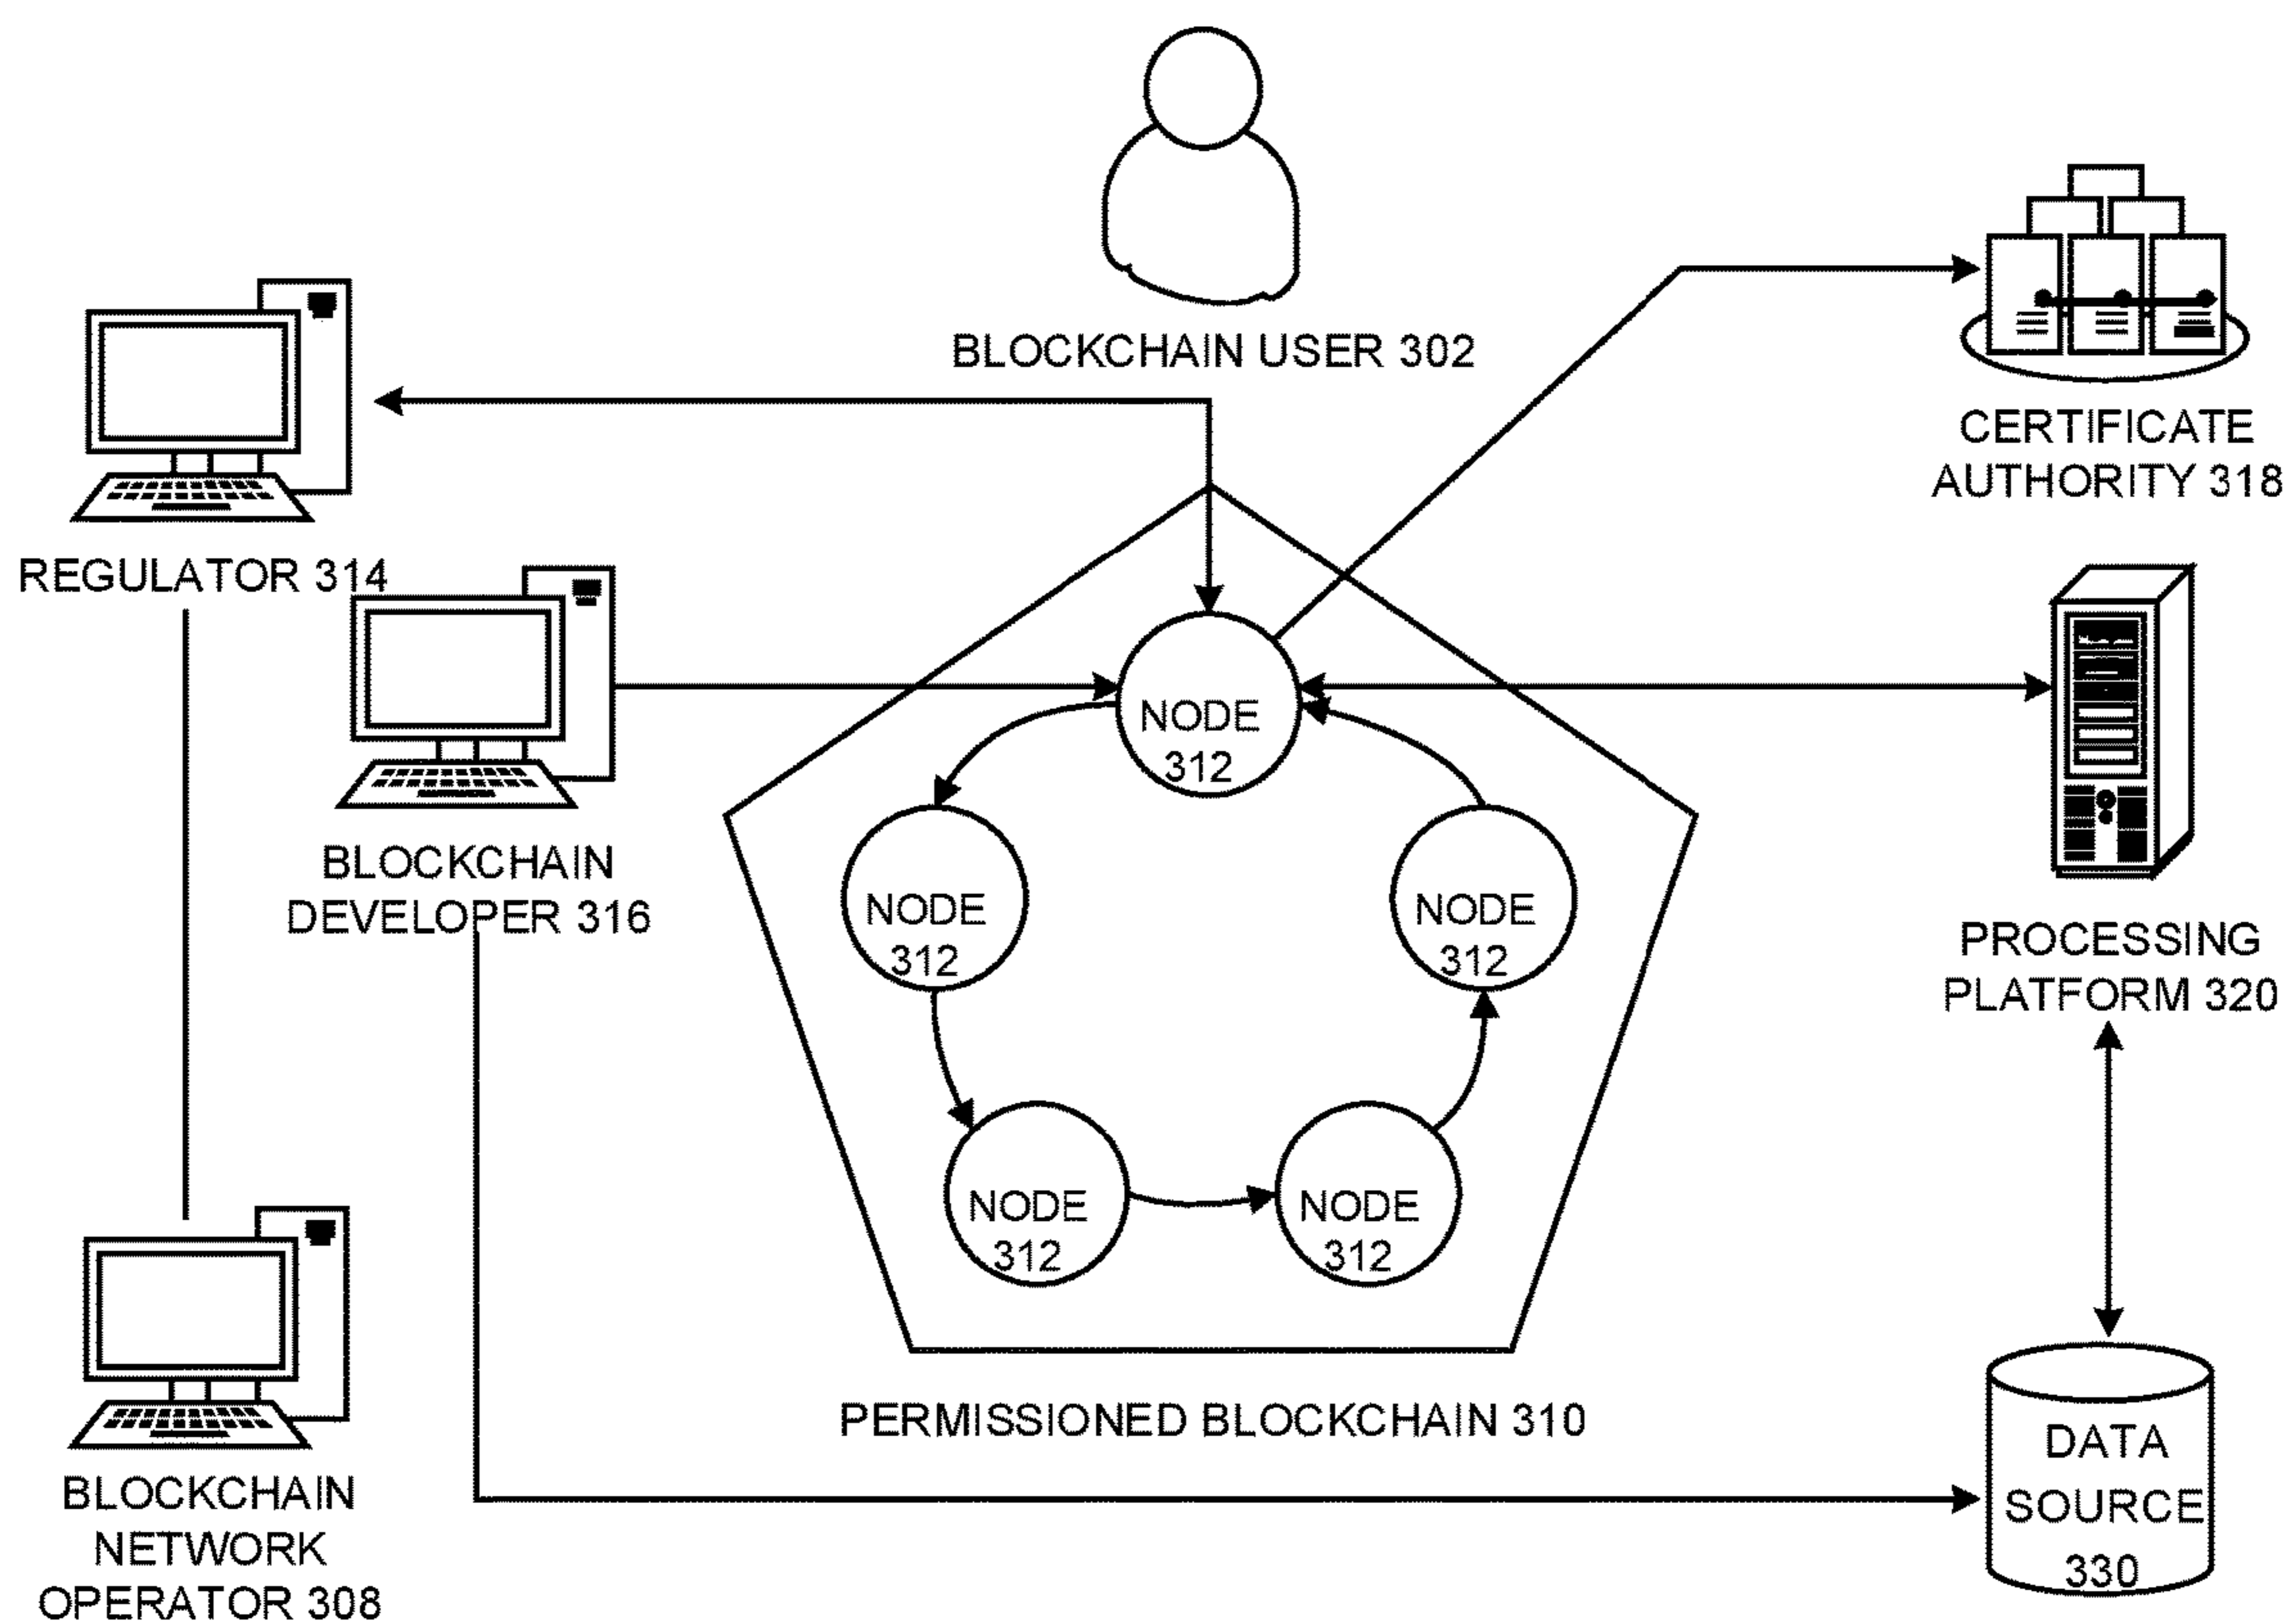 BLOCKCHAIN USER 302
CERTIFICATE
AUTHORITY 318
REGULATOR 314
NODE
312
BLOCKCHAIN
DEVELOPER 316
NODE
312
NODE
312
PROCESSING
PLATFORM 320
NODE
312
NODE
312
PERMISSIONED BLOCKCHAIN 310
BLOCKCHAIN
NETWORK
OPERATOR 308
DATA
SOURCE
330